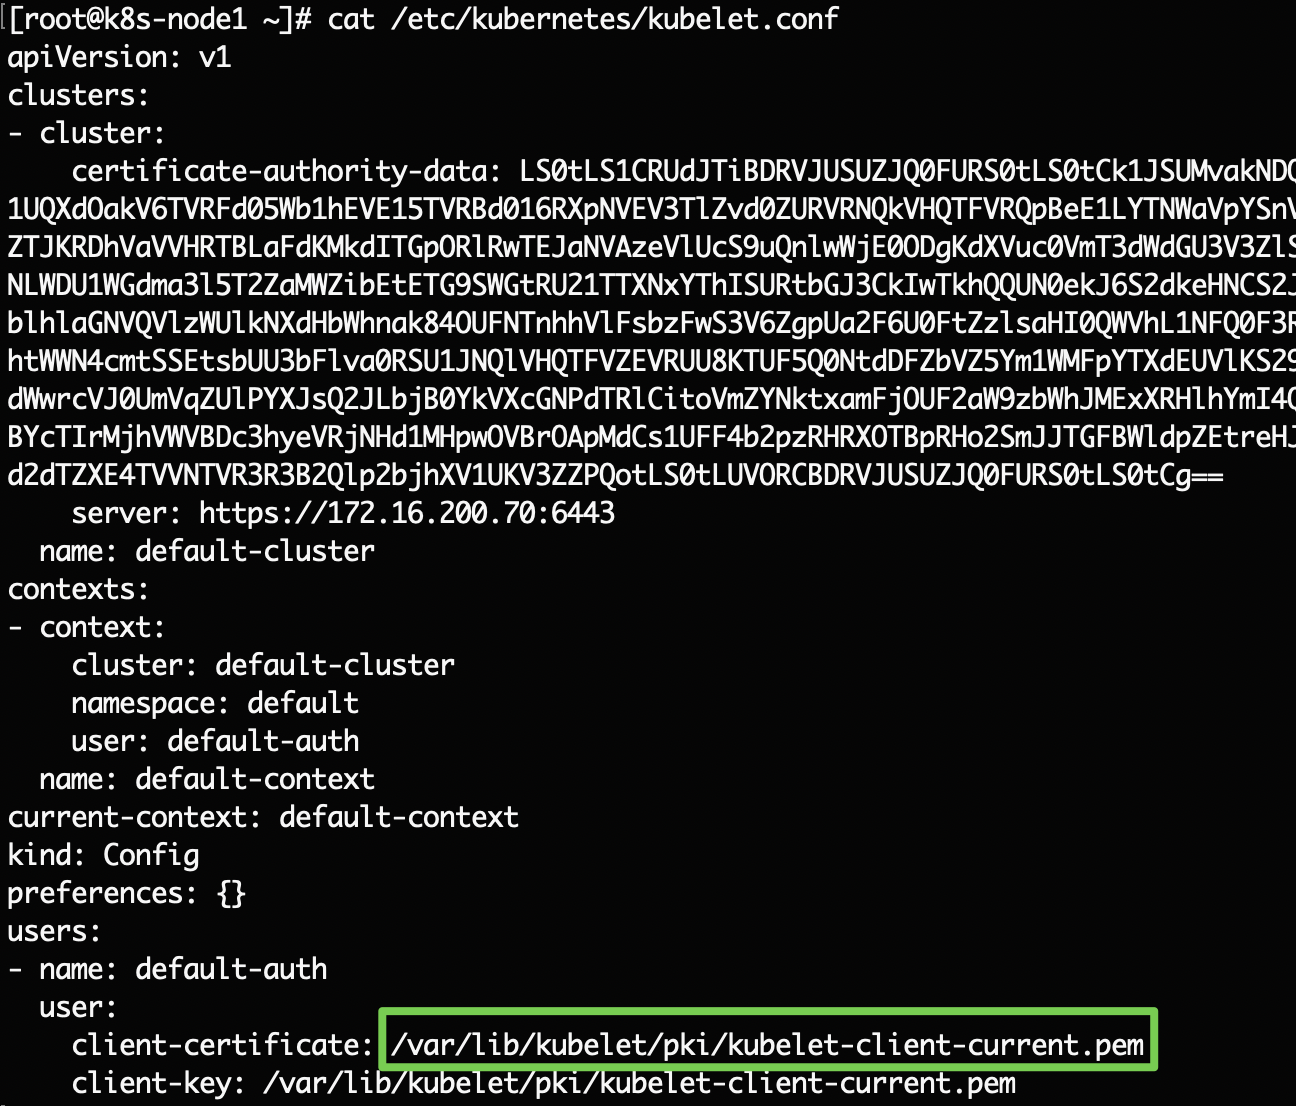 [root@k8s-node1 ~]# cat /etc/kubernetes/kubelet.conf
apiVersion: v1
clusters:
- cluster:
    certificate-authority-data: LS0tLS1CRUdJTiBDRVJUSUZJQ0FURS0tLS0tCk1JSUMvakNDQ
1UQXdOakV6TVRFd05Wb1hEVE15TVRBd016RXpNVEV3TlZvd0ZURVRNQkVHQTFVRQpBeE1LYTNWaVpYSnV
ZTJKRDhVaVVHRTBLaFdKMkdITGpORlRwTEJaNVAzeVlUcS9uQnlwWjE0ODgKdXVuc0VmT3dWdGU3V3ZlS
NLWDU1WGdma3l5T2ZaMWZibEtETG9SWGtRU21TTXNxYThISURtbGJ3CkIwTkhQQUN0ekJ6S2dkeHNCS2J
blhlaGNVQVlzWUlkNXdHbWhnak84OUFNTnhhVlFsbzFwS3V6ZgpUa2F6U0FtZzlsaHI0QWVhL1NFQ0F3R
htWWN4cmtSSEtsbUU3bFlva0RSU1JNQlVHQTFVZEVRUU8KTUF5Q0NtdDFZbVZ5Ym1WMFpYTXdEUVlKS29
dWwrcVJ0UmVqZUlPYXJsQ2JLbjB0YkVXcGNPdTRlCitoVmZYNktxamFjOUF2aW9zbWhJMExXRHlhYmI4Q
BYcTIrMjhVWVBDc3hyeVRjNHd1MHpwOVBrOApMdCs1UFF4b2pzRHRXOTBpRHo2SmJJTGFBWldpZEtreHJ
d2dTZXE4TVVNTVR3R3B2Qlp2bjhXV1UKV3ZZPQotLS0tLUVORCBDRVJUSUZJQ0FURS0tLS0tCg==
    server: https://172.16.200.70:6443
  name: default-cluster
contexts:
- context:
    cluster: default-cluster
    namespace: default
    user: default-auth
  name: default-context
current-context: default-context
kind: Config
preferences: {}
users:
- name: default-auth
  user:
    client-certificate: /var/lib/kubelet/pki/kubelet-client-current.pem
    client-key: /var/lib/kubelet/pki/kubelet-client-current.pem